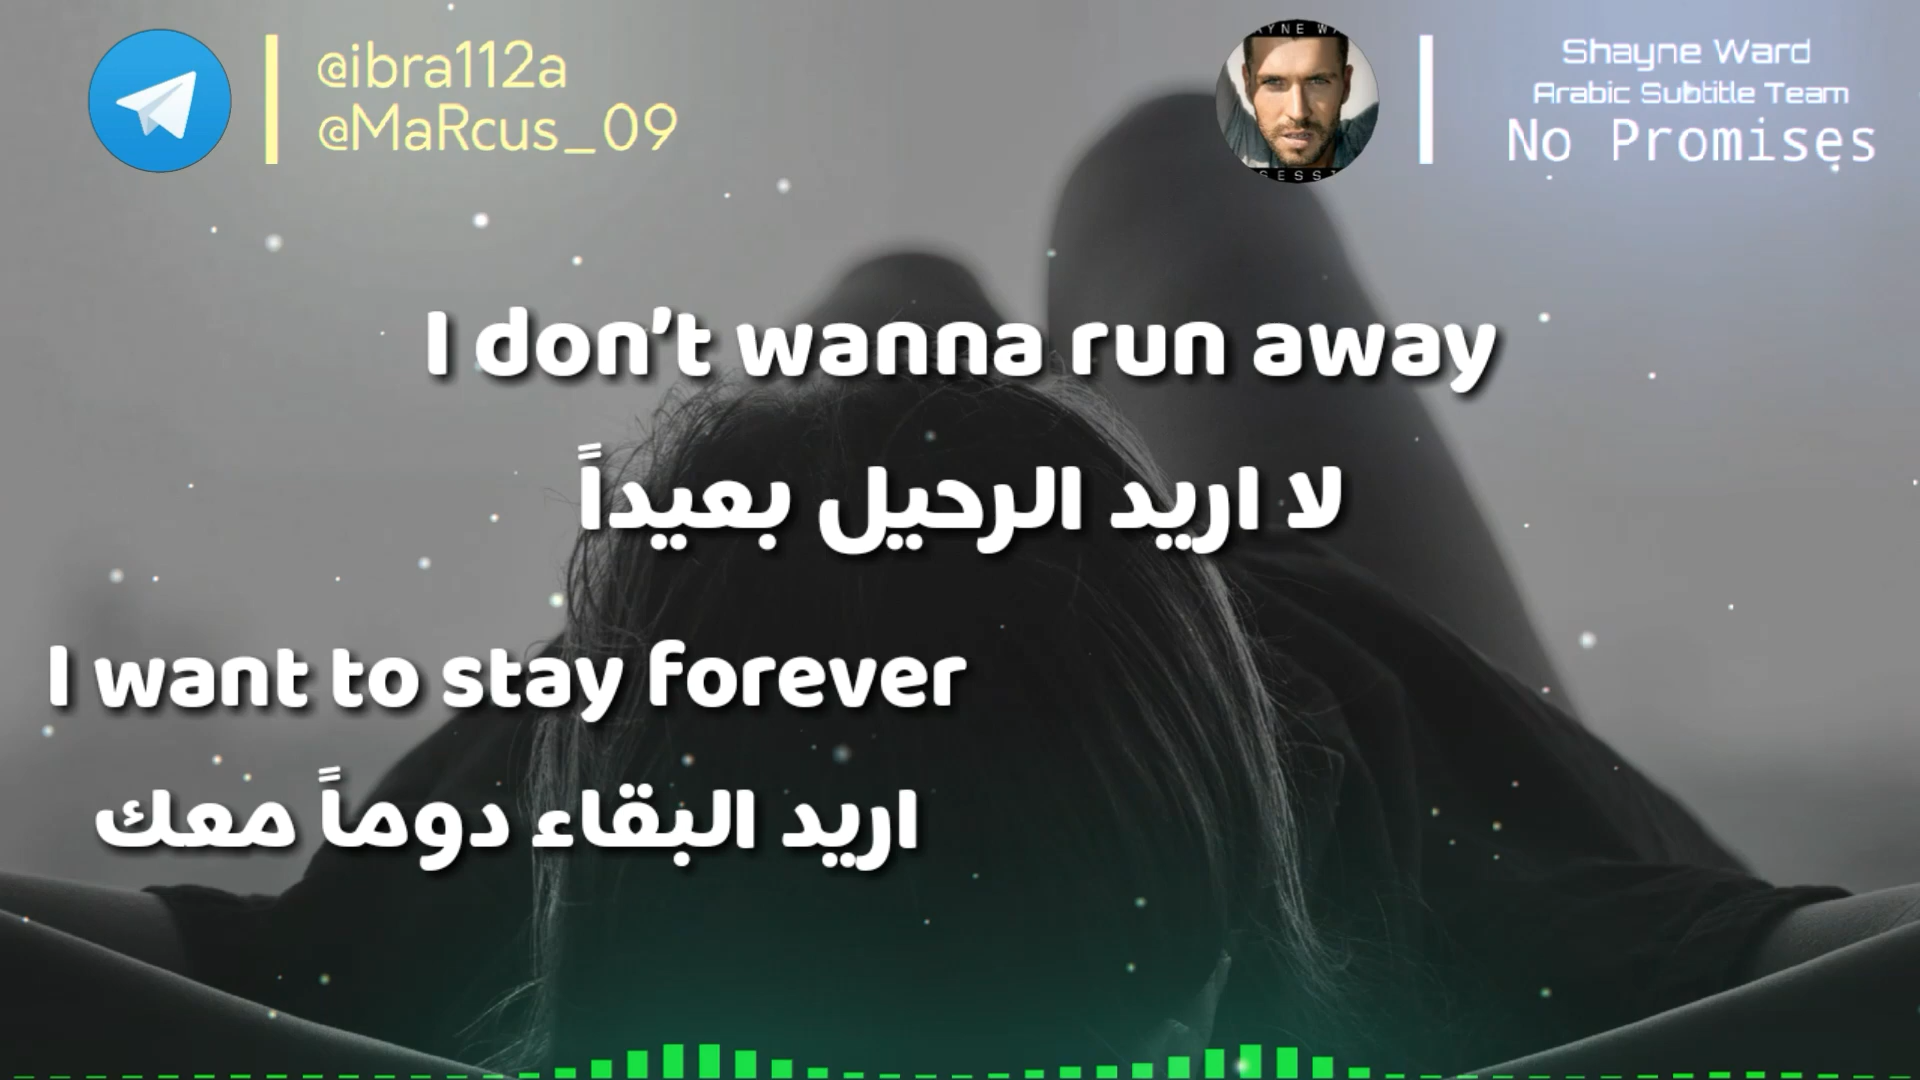 @ibra112a
@MaRcus_09
Shayne Ward
Arabic Subtitle Team
No Promises
I don't wanna run away
لا اريد الرحيل بعيداً
I want to stay forever
اريد البقاء دوماً معك